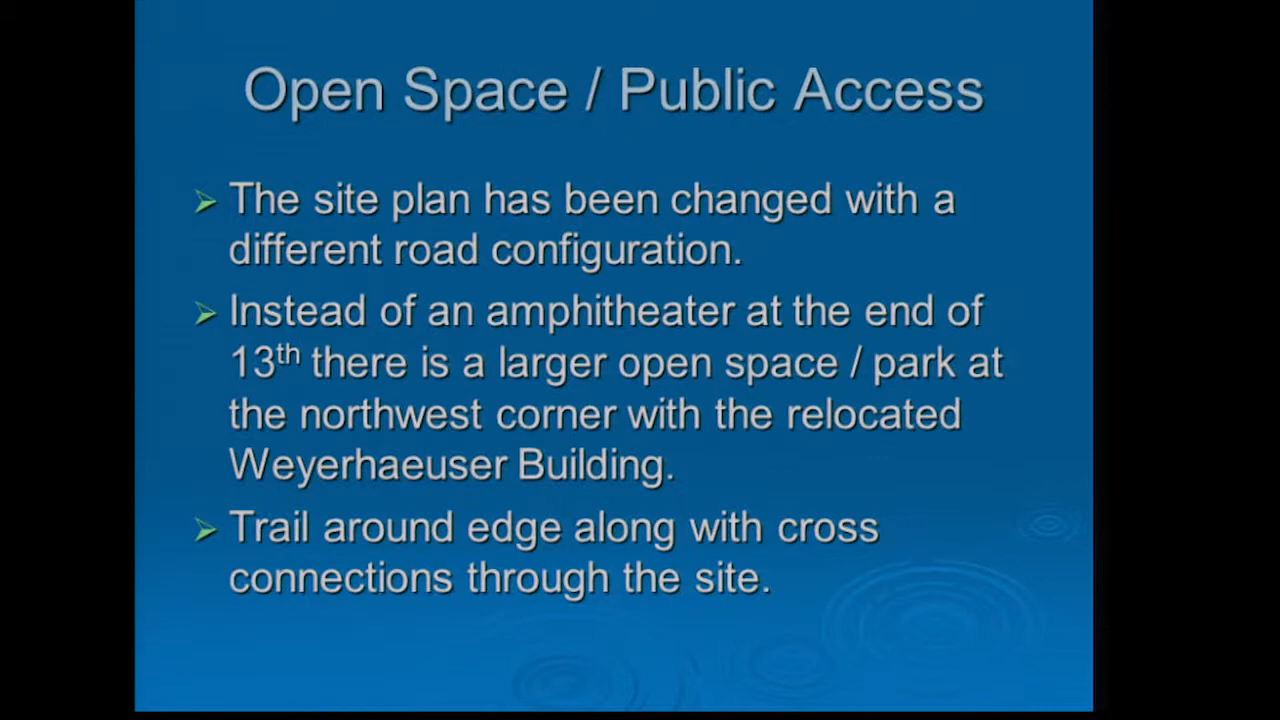 Open Space / Public Access
The site plan has been changed with a
different road configuration.
Instead of an amphitheater at the end of
13th there is a larger open space / park at
the northwest corner with the relocated
Weyerhaeuser Building.
Trail around edge along with cross
connections through the site.